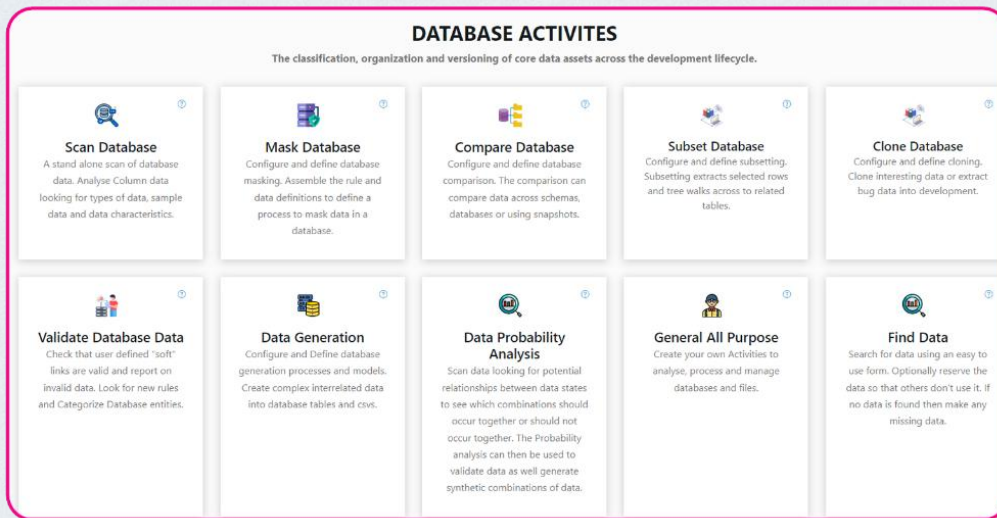 DATABASE ACTIVITES
The classification, organization and versioning of core data assets across the development lifecycle.
Scan Database
A stand alone scan of database
data. Analyse Column data
looking for types of data, sample
data and data characteristics.
Mask Database
Configure and define database
masking. Assemble the rule and
data definitions to define a
process to mask data in a
database.
Compare Database
Configure and define database
comparison. The comparison can
compare data across schemas,
databases or using snapshots.
Subset Database
Configure and define subsetting.
Subsetting extracts selected rows
and tree walks across to related
tables.
Clone Database
Configure and define cloning.
Clone interesting data or extract
bug data into development.
Validate Database Data
Check that user defined "soft"
links are valid and report on
invalid data. Look for new rules
and Categorize Database entities.
Data Generation
Configure and Define database
generation processes and models.
Create complex interrelated data
into database tables and csvs.
Data Probability
Analysis
Scan data looking for potential
relationships between data states
to see which combinations should
occur together or should not
occur together. The Probability
analysis can then be used to
validate data as well generate
synthetic combinations of data.
General All Purpose
Create your own Activities to
analyse, process and manage
databases and files.
Find Data
Search for data using an easy to
use form. Optionally reserve the
data so that others don't use it. If
no data is found then make any
missing data.